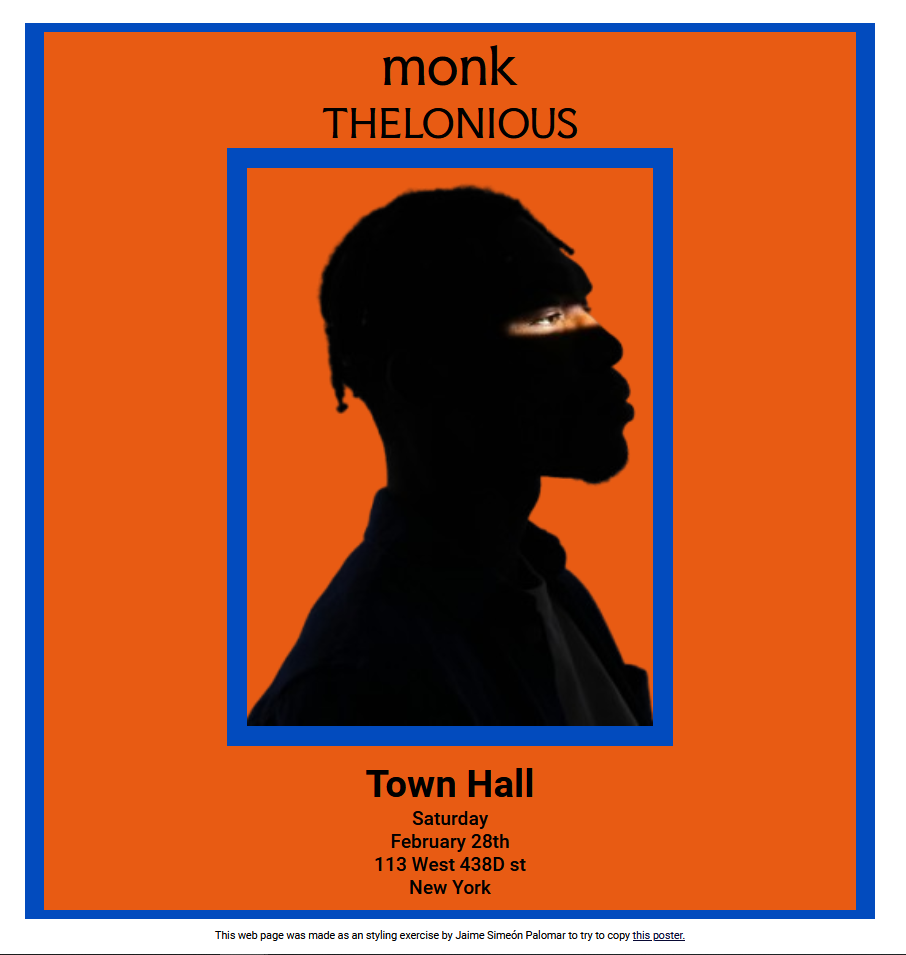 monk
THELONIOUS
Town Hall
Saturday
February 28th
113 West 438D st
New York
This web page was made as an styling exercise by Jaime Simeón Palomar to try to copy this poster.